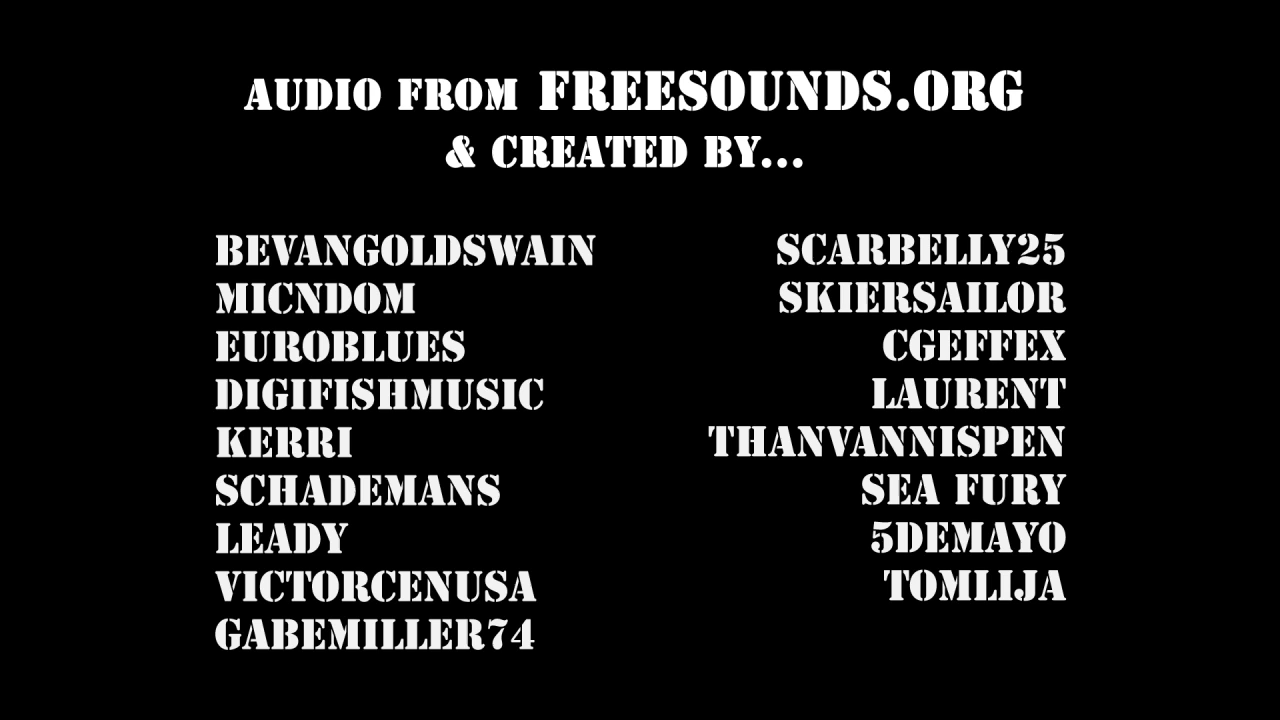 AUDIO FROM FREESOUNDS.ORG
& CREATED BY...
BEVANGOLDSWAIN
MICNDOM
EUROBLUES
DIGIFISHMUSIC
KERRI
SCHADEMANS
LEADY
VICTORCENUSA
GABEMILLER74
SCARBELLY25
SKIERSAILOR
CGEFFEX
LAURENT
THANVANNISPEN
SEA FURY
5DEMAYO
TOMLIJA